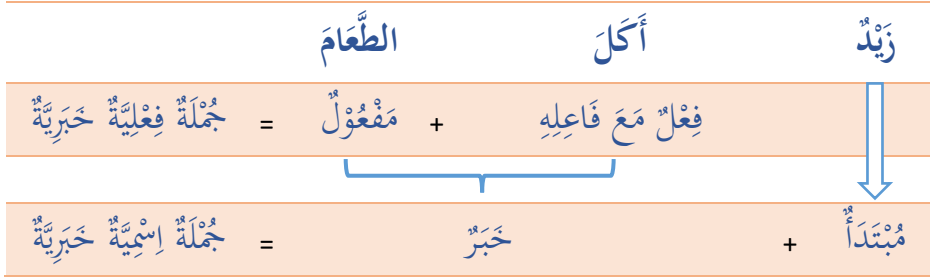 زَيْدٌ أَكَلَ الطَّعَامَ
فِعْلٌ مَعَ فَاعِلِهِ + مَفْعُوْلٌ = جُمْلَةٌ فِعْلِيَّةٌ خَبَرِيَّةٌ
مُبْتَدَأٌ + خَبَرٌ = جُمْلَةٌ اِسْمِيَّةٌ خَبَرِيَّةٌ